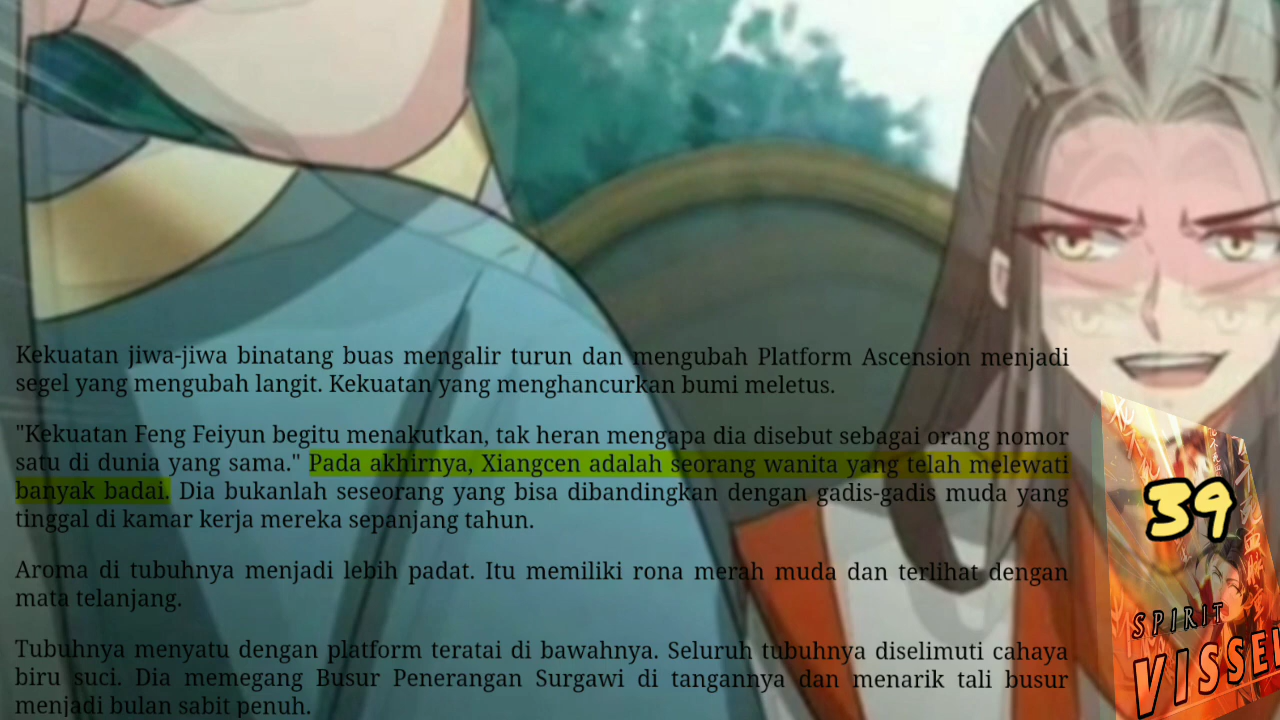 Kekuatan jiwa-jiwa binatang buas mengalir turun dan mengubah Platform Ascension menjadi
segel yang mengubah langit. Kekuatan yang menghancurkan bumi meletus.
"Kekuatan Feng Feiyun begitu menakutkan, tak heran mengapa dia disebut sebagai orang nomor
satu di dunia yang sama." Pada akhirnya, Xiangcen adalah seorang wanita yang telah melewati
banyak badai. Dia bukanlah seseorang yang bisa dibandingkan dengan gadis-gadis muda yang
tinggal di kamar kerja mereka sepanjang tahun.
Aroma di tubuhnya menjadi lebih padat. Itu memiliki rona merah muda dan terlihat dengan
mata telanjang.
Tubuhnya menyatu dengan platform teratai di bawahnya. Seluruh tubuhnya diselimuti cahaya
biru suci. Dia memegang Busur Penerangan Surgawi di tangannya dan menarik tali busur
menjadi bulan sabit penuh.
39
SPIRIT
VISSEL